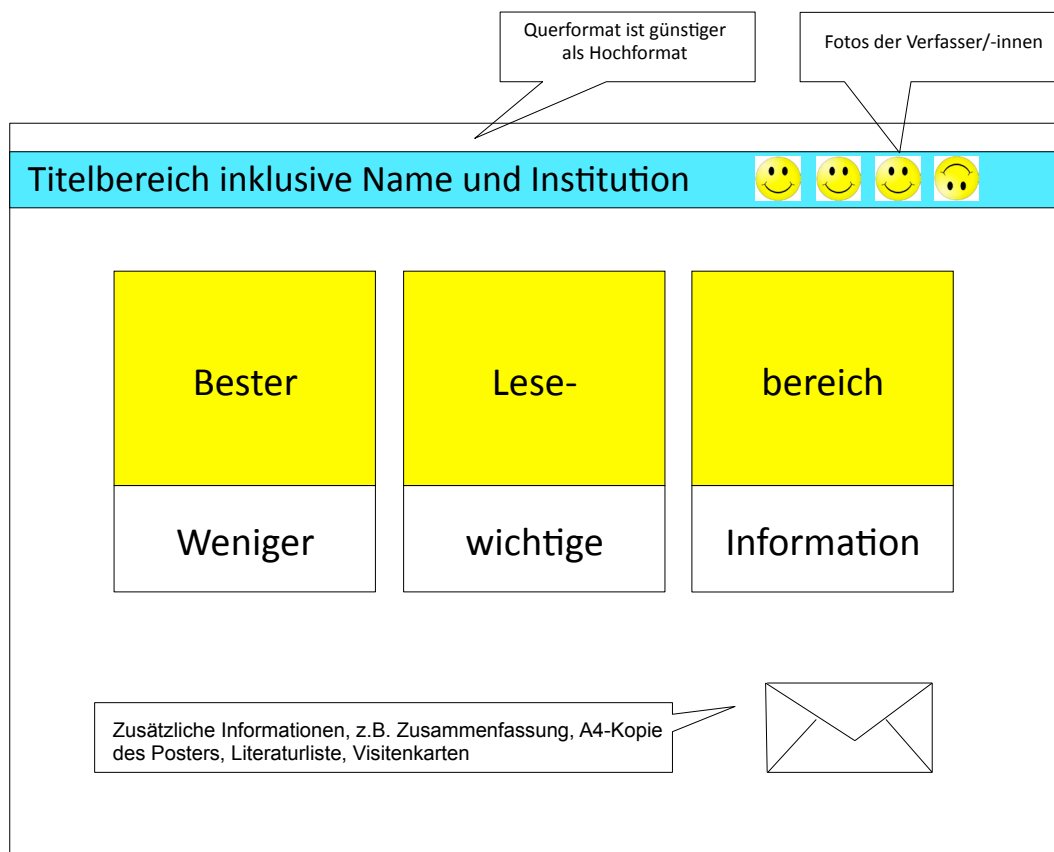 Querformat ist günstiger
als Hochformat
Fotos der Verfasser/-innen
Titelbereich inklusive Name und Institution
Bester
Lese-
bereich
Weniger
wichtige
Information
Zusätzliche Informationen, z.B. Zusammenfassung, A4-Kopie
des Posters, Literaturliste, Visitenkarten